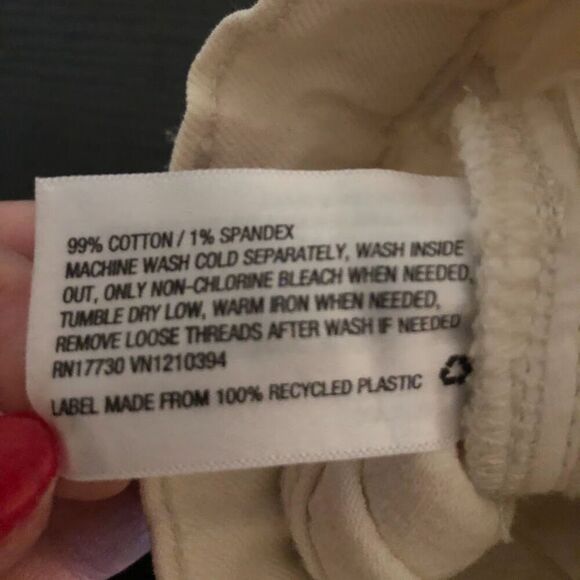 99% COTTON / 1% SPANDEX
MACHINE WASH COLD SEPARATELY, WASH INSIDE
OUT, ONLY NON-CHLORINE BLEACH WHEN NEEDED,
TUMBLE DRY LOW, WARM IRON WHEN NEEDED,
REMOVE LOOSE THREADS AFTER WASH IF NEEDED
RN17730 VN1210394
LABEL MADE FROM 100% RECYCLED PLASTIC